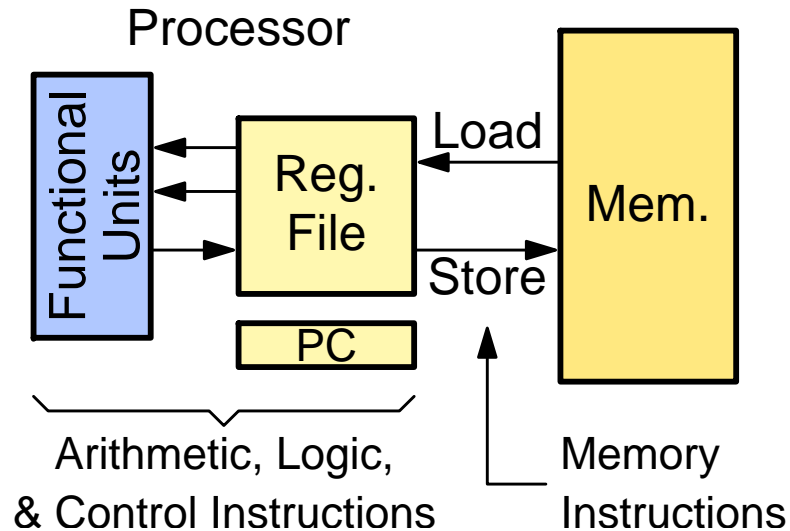 Processor
Functional
Units
Reg.
File
PC
Load
Store
Mem.
Arithmetic, Logic,
& Control Instructions
Memory
Instructions